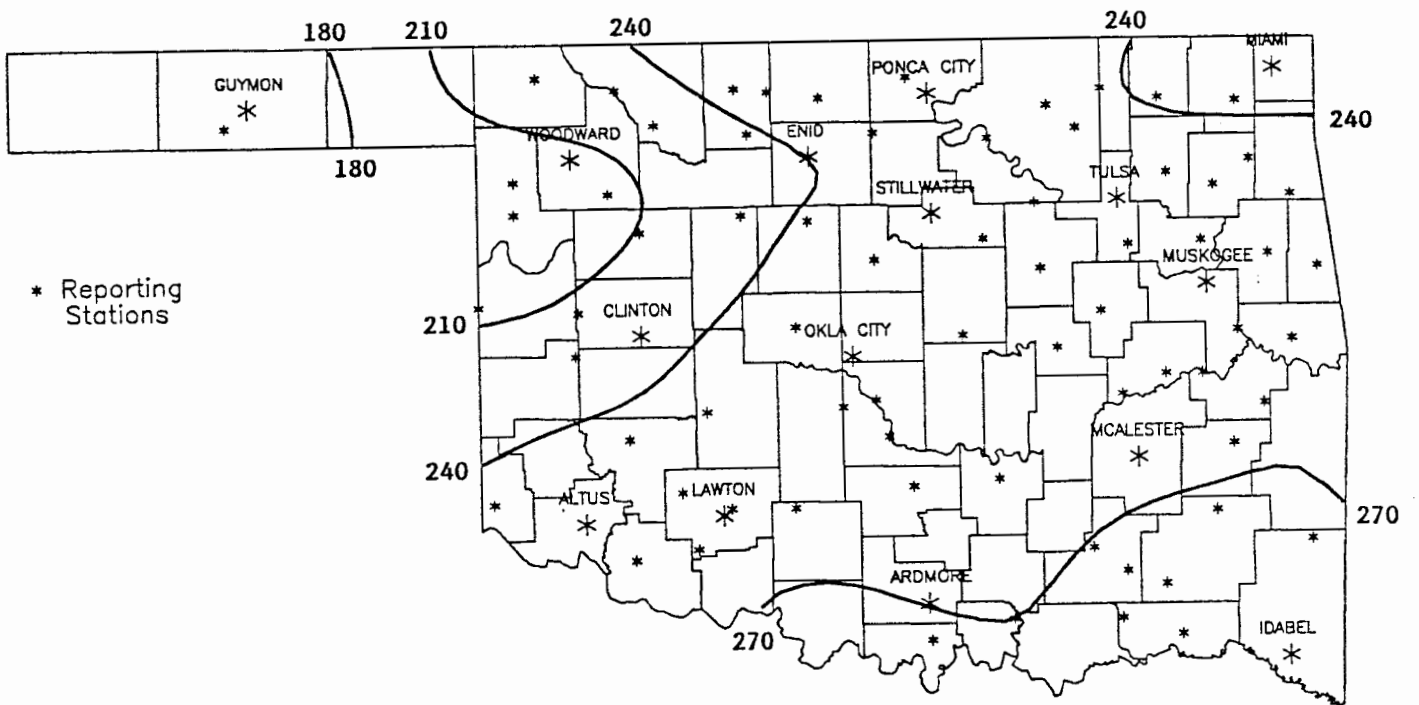 180 210 240 240
MIAMI
PONCA CITY
GUYMON
240
WOODWARD ENID
180
TULSA
STILLWATER
MUSKOGEE
* Reporting
Stations
CLINTON
210
OKLA CITY
MCALESTER
240
ALTUS LAWTON
270
ARDMORE
IDABEL
270